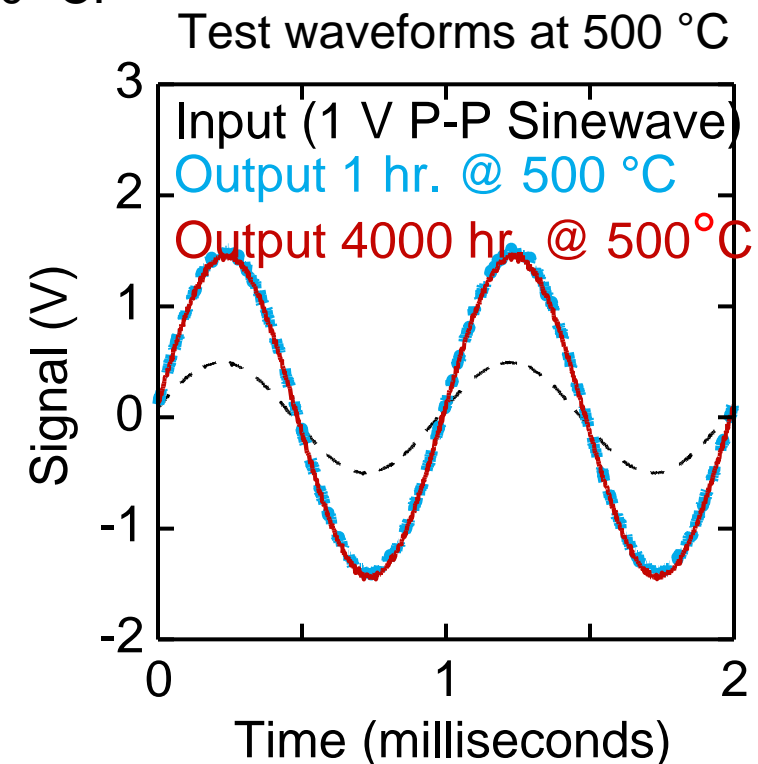 Test waveforms at 500 °C
3
Input (1 V P-P Sinewave)
Output 1 hr. @ 500 °C
2
Output 4000 hr. @ 500°C
1
Signal (V)
0
-1
-2
0 1 2
Time (milliseconds)